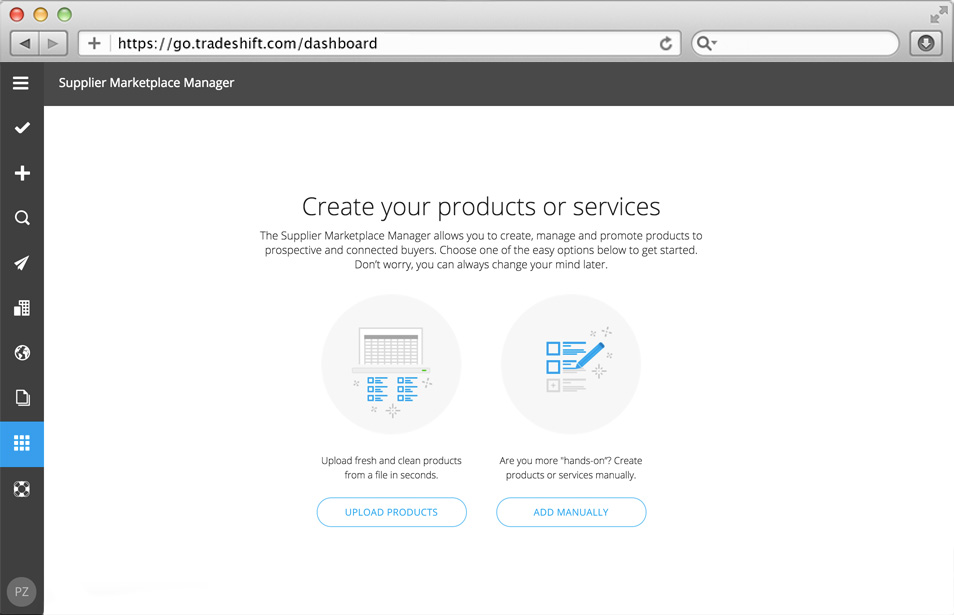 https://go.tradeshift.com/dashboard
Supplier Marketplace Manager
Create your products or services
The Supplier Marketplace Manager allows you to create, manage and promote products to
prospective and connected buyers. Choose one of the easy options below to get started.
Don't worry, you can always change your mind later.
Upload fresh and clean products
from a file in seconds.
UPLOAD PRODUCTS
Are you more "hands-on"? Create
products or services manually.
ADD MANUALLY
PZ